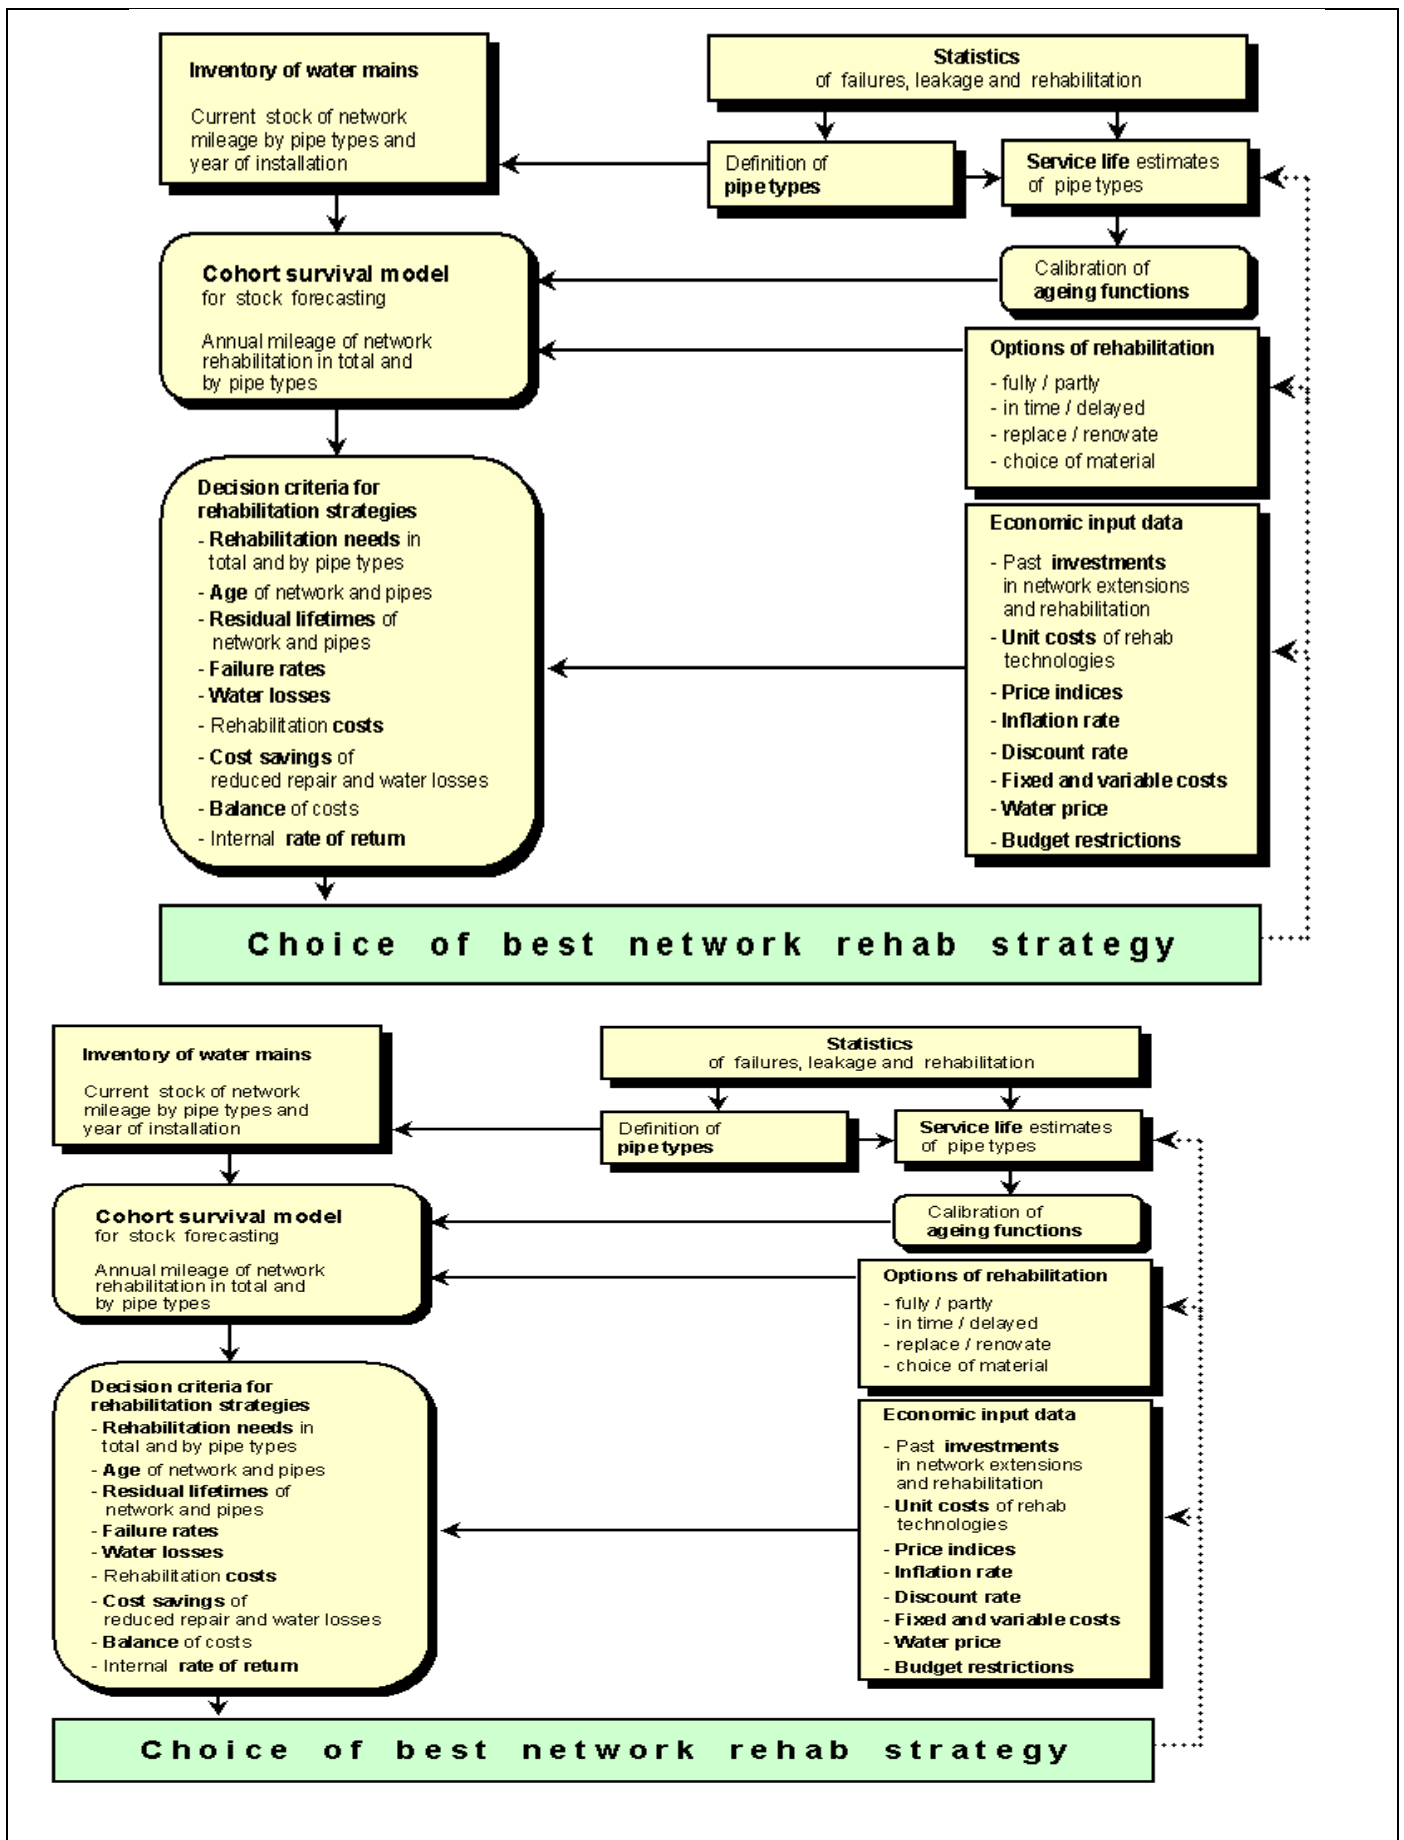 Inventory of water mains
Current stock of network
mileage by pipe types and
year of installation
Statistics
of failures, leakage and rehabilitation
Definition of
pipe types
Service life estimates
of pipe types
Cohort survival model
for stock forecasting
Annual mileage of network
rehabilitation in total and
by pipe types
Calibration of
ageing functions
Options of rehabilitation
- fully / partly
- in time / delayed
- replace / renovate
- choice of material
Decision criteria for
rehabilitation strategies
- Rehabilitation needs in
total and by pipe types
- Age of network and pipes
- Residual lifetimes of
network and pipes
- Failure rates
- Water losses
- Rehabilitation costs
- Cost savings of
reduced repair and water losses
- Balance of costs
- Internal rate of return
Economic input data
- Past investments
in network extensions
and rehabilitation
- Unit costs of rehab
technologies
- Price indices
- Inflation rate
- Discount rate
- Fixed and variable costs
- Water price
- Budget restrictions
Choice of best network rehab strategy
Inventory of water mains
Current stock of network
mileage by pipe types and
year of installation
Statistics
of failures, leakage and rehabilitation
Definition of
pipe types
Service life estimates
of pipe types
Cohort survival model
for stock forecasting
Annual mileage of network
rehabilitation in total and
by pipe types
Calibration of
ageing functions
Options of rehabilitation
- fully / partly
- in time / delayed
- replace / renovate
- choice of material
Decision criteria for
rehabilitation strategies
- Rehabilitation needs in
total and by pipe types
- Age of network and pipes
- Residual lifetimes of
network and pipes
- Failure rates
- Water losses
- Rehabilitation costs
- Cost savings of
reduced repair and water losses
- Balance of costs
- Internal rate of return
Economic input data
- Past investments
in network extensions
and rehabilitation
- Unit costs of rehab
technologies
- Price indices
- Inflation rate
- Discount rate
- Fixed and variable costs
- Water price
- Budget restrictions
Choice of best network rehab strategy